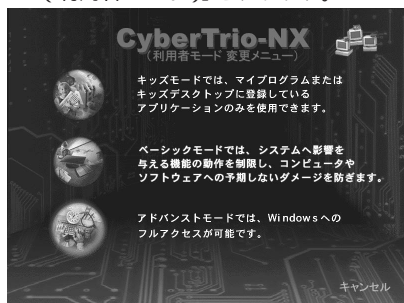 CyberTrio-NX
（利用者モード 変更メニュー）
キッズモードでは、マイプログラムまたは
キッズデスクトップに登録している
アプリケーションのみを使用できます。
ベーシックモードでは、システムへ影響を
与える機能の動作を制限し、コンピュータや
ソフトウェアへの予期しないダメージを防ぎます。
アドバンストモードでは、Windowsへの
フルアクセスが可能です。
キャンセル